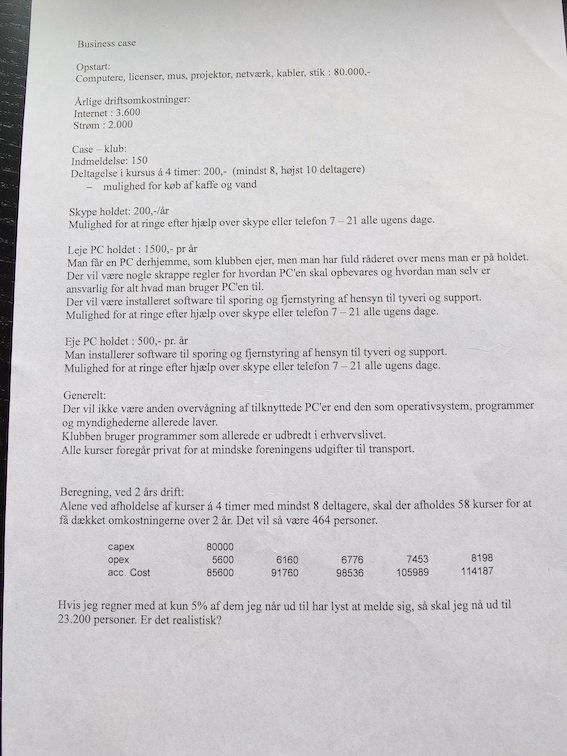 Business case
Opstart:
Computere, licenser, mus, projektor, netværk, kabler, stik : 80.000,-
Årlige driftsomkostninger:
Internet : 3.600
Strøm : 2.000
Case – klub:
Indmeldelse: 150
Deltagelse i kursus á 4 timer: 200,- (mindst 8, højst 10 deltagere)
– mulighed for køb af kaffe og vand
Skype holdet: 200,-/år
Mulighed for at ringe efter hjælp over skype eller telefon 7 – 21 alle ugens dage.
Leje PC holdet : 1500,- pr år
Man får en PC derhjemme, som klubben ejer, men man har fuld råderet over mens man er på holdet.
Der vil være nogle skrappe regler for hvordan PC'en skal opbevares og hvordan man selv er
ansvarlig for alt hvad man bruger PC'en til.
Der vil være installeret software til sporing og fjernstyring af hensyn til tyveri og support.
Mulighed for at ringe efter hjælp over skype eller telefon 7 – 21 alle ugens dage.
Eje PC holdet : 500,- pr. år
Man installerer software til sporing og fjernstyring af hensyn til tyveri og support.
Mulighed for at ringe efter hjælp over skype eller telefon 7 – 21 alle ugens dage.
Generelt:
Der vil ikke være anden overvågning af tilknyttede PC'er end den som operativsystem, programmer
og myndighederne allerede laver.
Klubben bruger programmer som allerede er udbredt i erhvervslivet.
Alle kurser foregår privat for at mindske foreningens udgifter til transport.
Beregning, ved 2 års drift:
Alene ved afholdelse af kurser á 4 timer med mindst 8 deltagere, skal der afholdes 58 kurser for at
få dækket omkostningerne over 2 år. Det vil så være 464 personer.
capex 80000
opex 5600 6160 6776 7453 8198
acc. Cost 85600 91760 98536 105989 114187
Hvis jeg regner med at kun 5% af dem jeg når ud til har lyst at melde sig, så skal jeg nå ud til
23.200 personer. Er det realistisk?